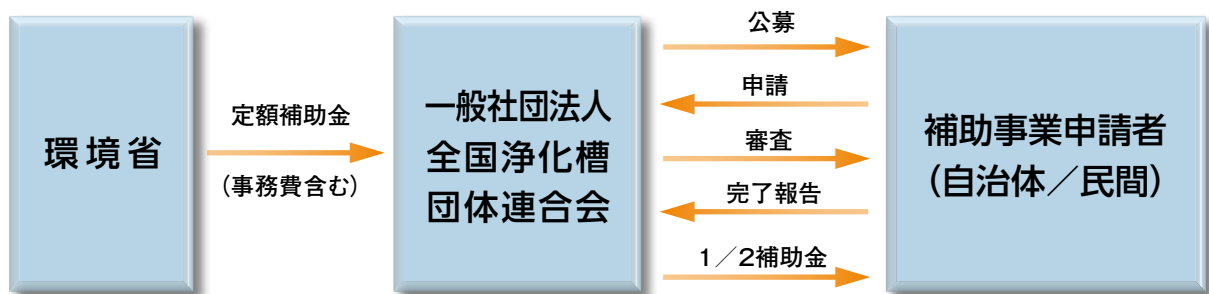 環境省
定額補助金
(事務費含む)
一般社団法人
全国浄化槽
団体連合会
公募
申請
審査
完了報告
1/2補助金
補助事業申請者
(自治体/民間)